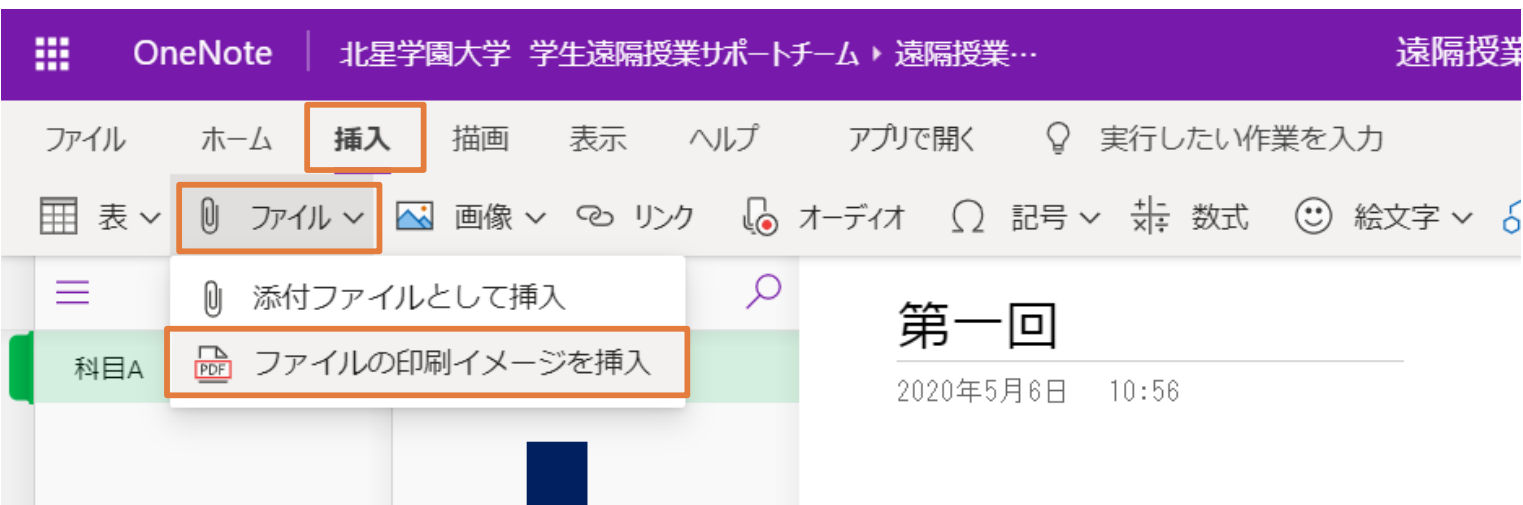 OneNote 北星学園大学 学生遠隔授業サポートチーム 遠隔授業… 遠隔授業
ファイル ホーム 挿入 描画 表示 ヘルプ アプリで開く 実行したい作業を入力
表 ファイル 画像 リンク オーディオ 記号 数式 絵文字
添付ファイルとして挿入
PDF ファイルの印刷イメージを挿入
科目A
第一回
2020年5月6日 10:56